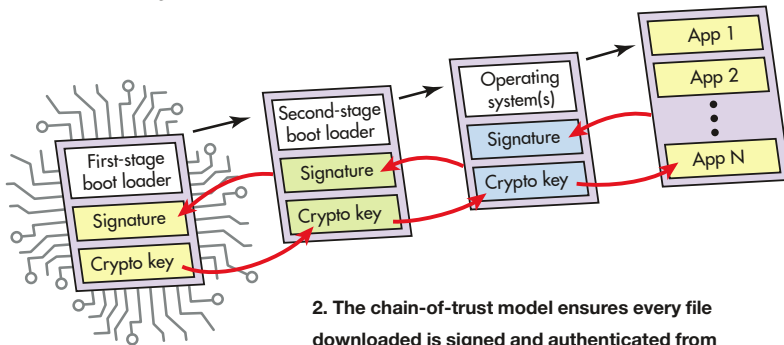 First-stage
boot loader
Signature
Crypto key
Second-stage
boot loader
Signature
Crypto key
Operating
system(s)
Signature
Crypto key
App 1
App 2
App N
2. The chain-of-trust model ensures every file
downloaded is signed and authenticated from